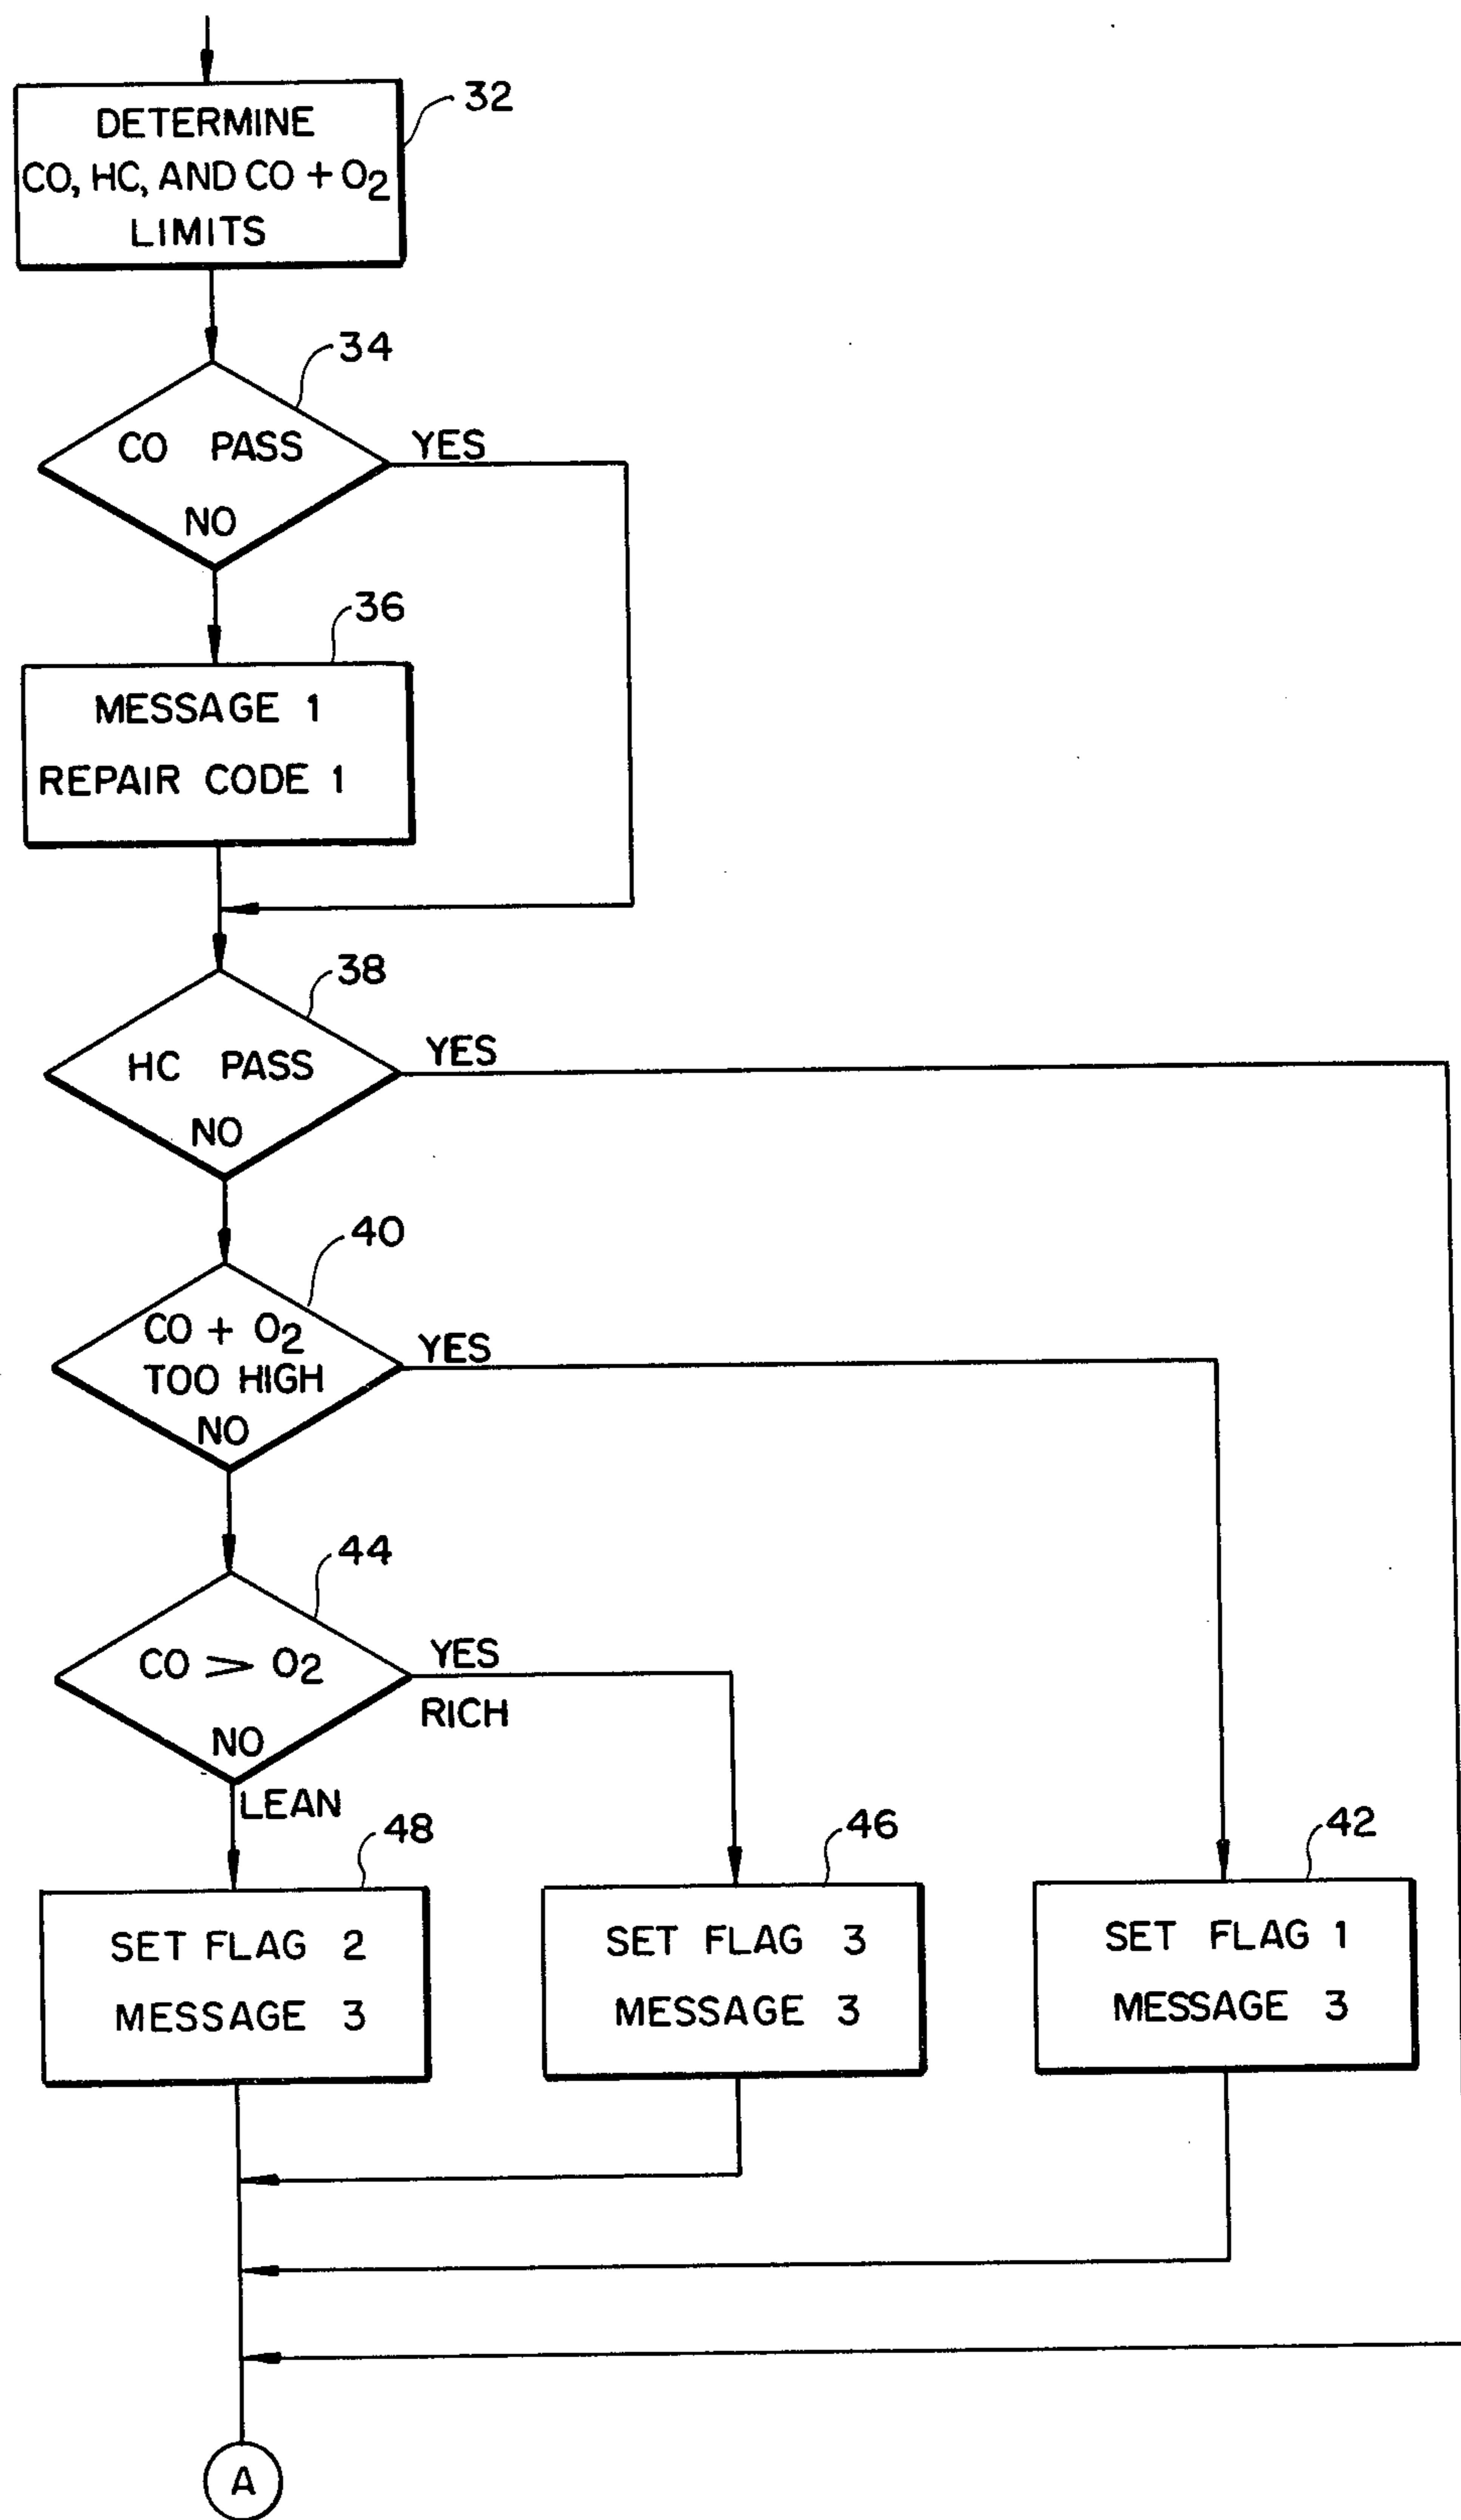 32
DETERMINE
CO, HC, AND CO + O2
LIMITS
34
CO PASS
YES
NO
36
MESSAGE 1
REPAIR CODE 1
38
HC PASS
YES
NO
40
CO + O2
TOO HIGH
YES
NO
44
CO > O2
YES
RICH
NO
LEAN
48
46
42
SET FLAG 2
MESSAGE 3
SET FLAG 3
MESSAGE 3
SET FLAG 1
MESSAGE 3
A